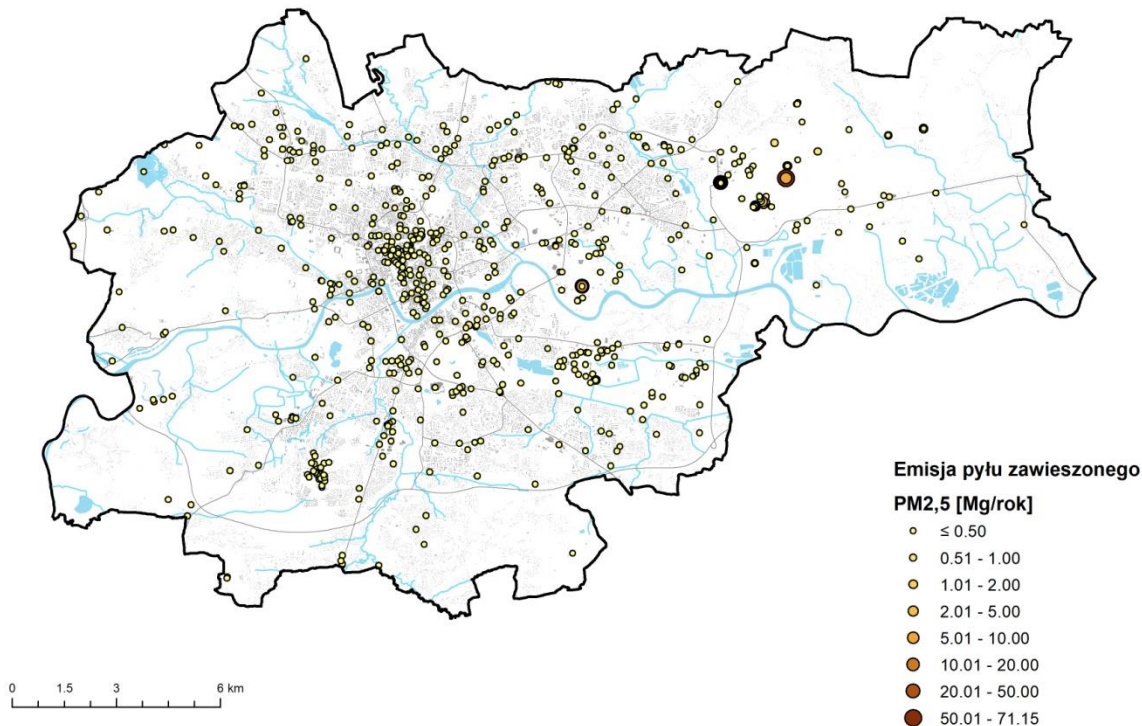 Emisja pyłu zawieszonego
PM2,5 [Mg/rok]
≤ 0.50
0.51 - 1.00
1.01 - 2.00
2.01 - 5.00
5.01 - 10.00
10.01 - 20.00
20.01 - 50.00
50.01 - 71.15
0 1.5 3 6 km